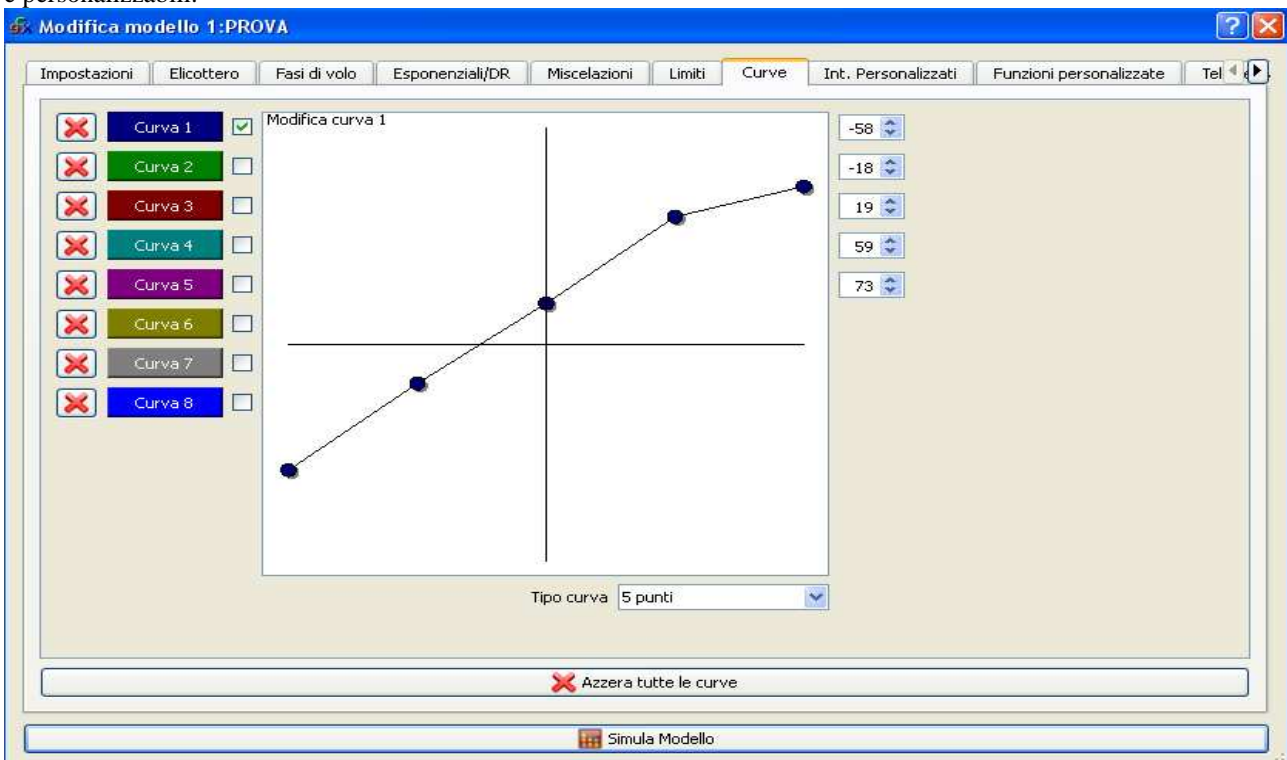 e personalizzabili.
Modifica modello 1:PROVA
Impostazioni Elicottero Fasi di volo Esponenziali/DR Miscelazioni Limiti Curve Int. Personalizzati Funzioni personalizzate Tel
Curva 1 Modifica curva 1 -58
Curva 2 -18
Curva 3 19
Curva 4 59
Curva 5 73
Curva 6
Curva 7
Curva 8
Tipo curva 5 punti
Azzera tutte le curve
Simula Modello